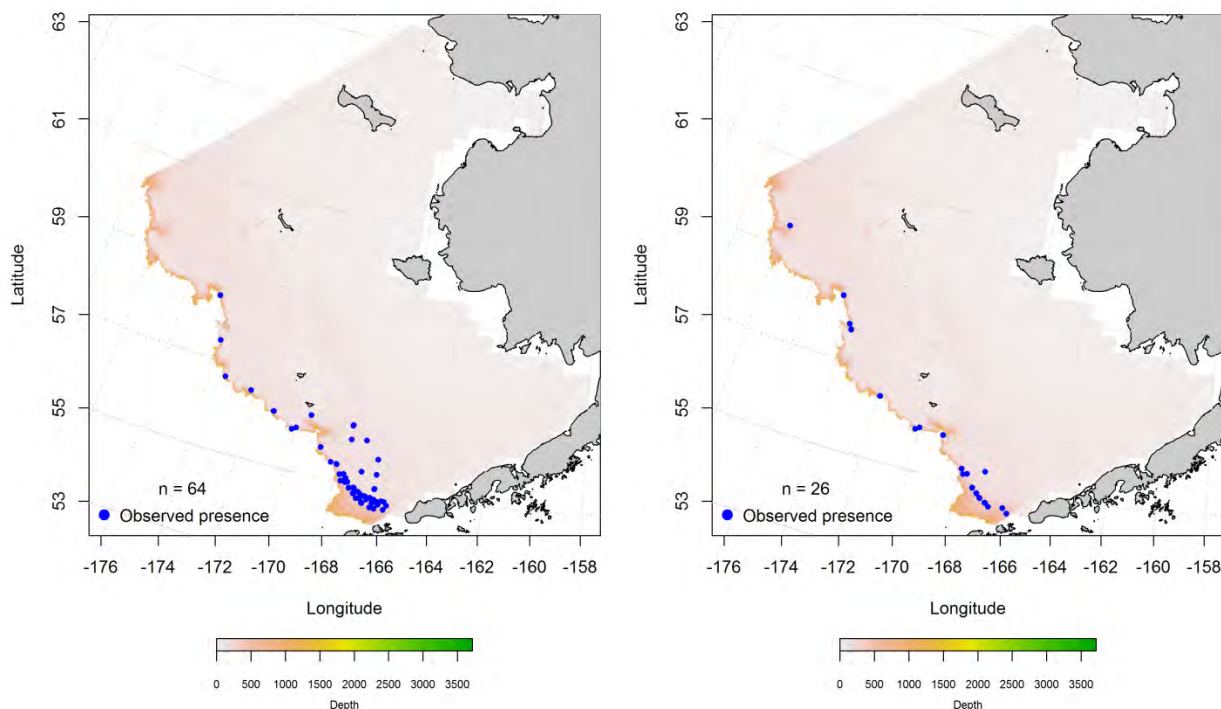 63
61
59
57
55
53
Latitude
n = 64
Observed presence
-176 -174 -172 -170 -168 -166 -164 -162 -160 -158
Longitude
0 500 1000 1500 2000 2500 3000 3500
Depth
63
61
59
57
55
53
Latitude
n = 26
Observed presence
-176 -174 -172 -170 -168 -166 -164 -162 -160 -158
Longitude
0 500 1000 1500 2000 2500 3000 3500
Depth